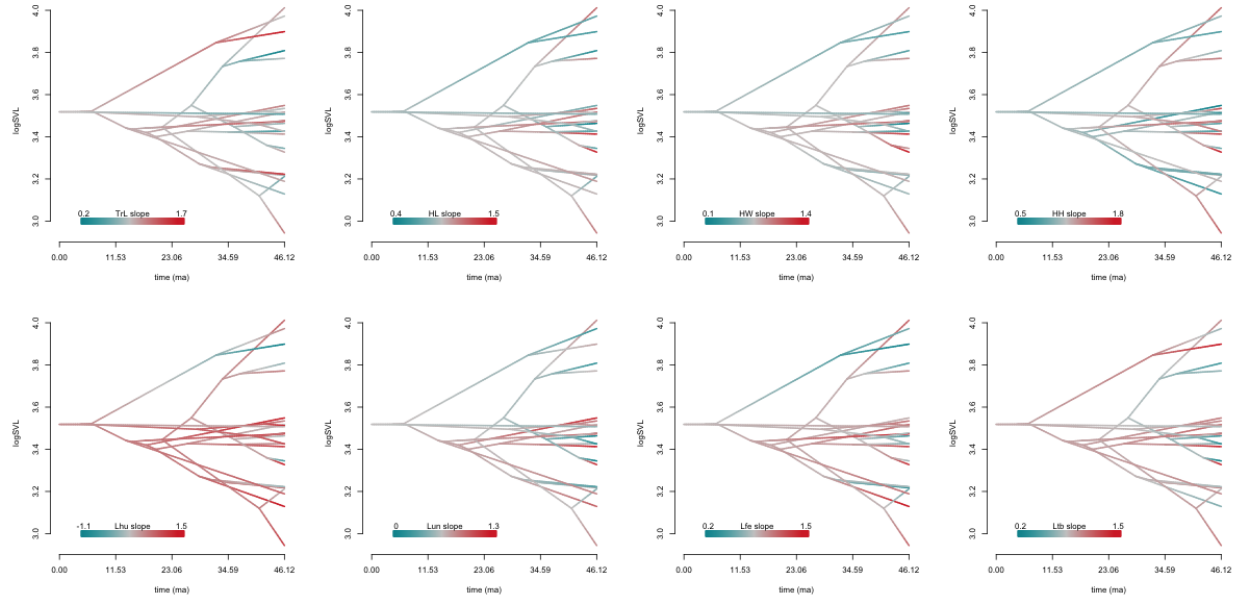 4.0
3.8
3.6
3.4
3.2
3.0
logSVL
0.2 TrL slope 1.7
0.00 11.53 23.06 34.59 46.12
time (ma)
4.0
3.8
3.6
3.4
3.2
3.0
logSVL
0.4 HL slope 1.5
0.00 11.53 23.06 34.59 46.12
time (ma)
4.0
3.8
3.6
3.4
3.2
3.0
logSVL
0.1 HW slope 1.4
0.00 11.53 23.06 34.59 46.12
time (ma)
4.0
3.8
3.6
3.4
3.2
3.0
logSVL
0.5 HH slope 1.8
0.00 11.53 23.06 34.59 46.12
time (ma)
4.0
3.8
3.6
3.4
3.2
3.0
logSVL
-1.1 Lhu slope 1.5
0.00 11.53 23.06 34.59 46.12
time (ma)
4.0
3.8
3.6
3.4
3.2
3.0
logSVL
0 Lun slope 1.3
0.00 11.53 23.06 34.59 46.12
time (ma)
4.0
3.8
3.6
3.4
3.2
3.0
logSVL
0.2 Lfe slope 1.5
0.00 11.53 23.06 34.59 46.12
time (ma)
4.0
3.8
3.6
3.4
3.2
3.0
logSVL
0.2 Ltb slope 1.5
0.00 11.53 23.06 34.59 46.12
time (ma)